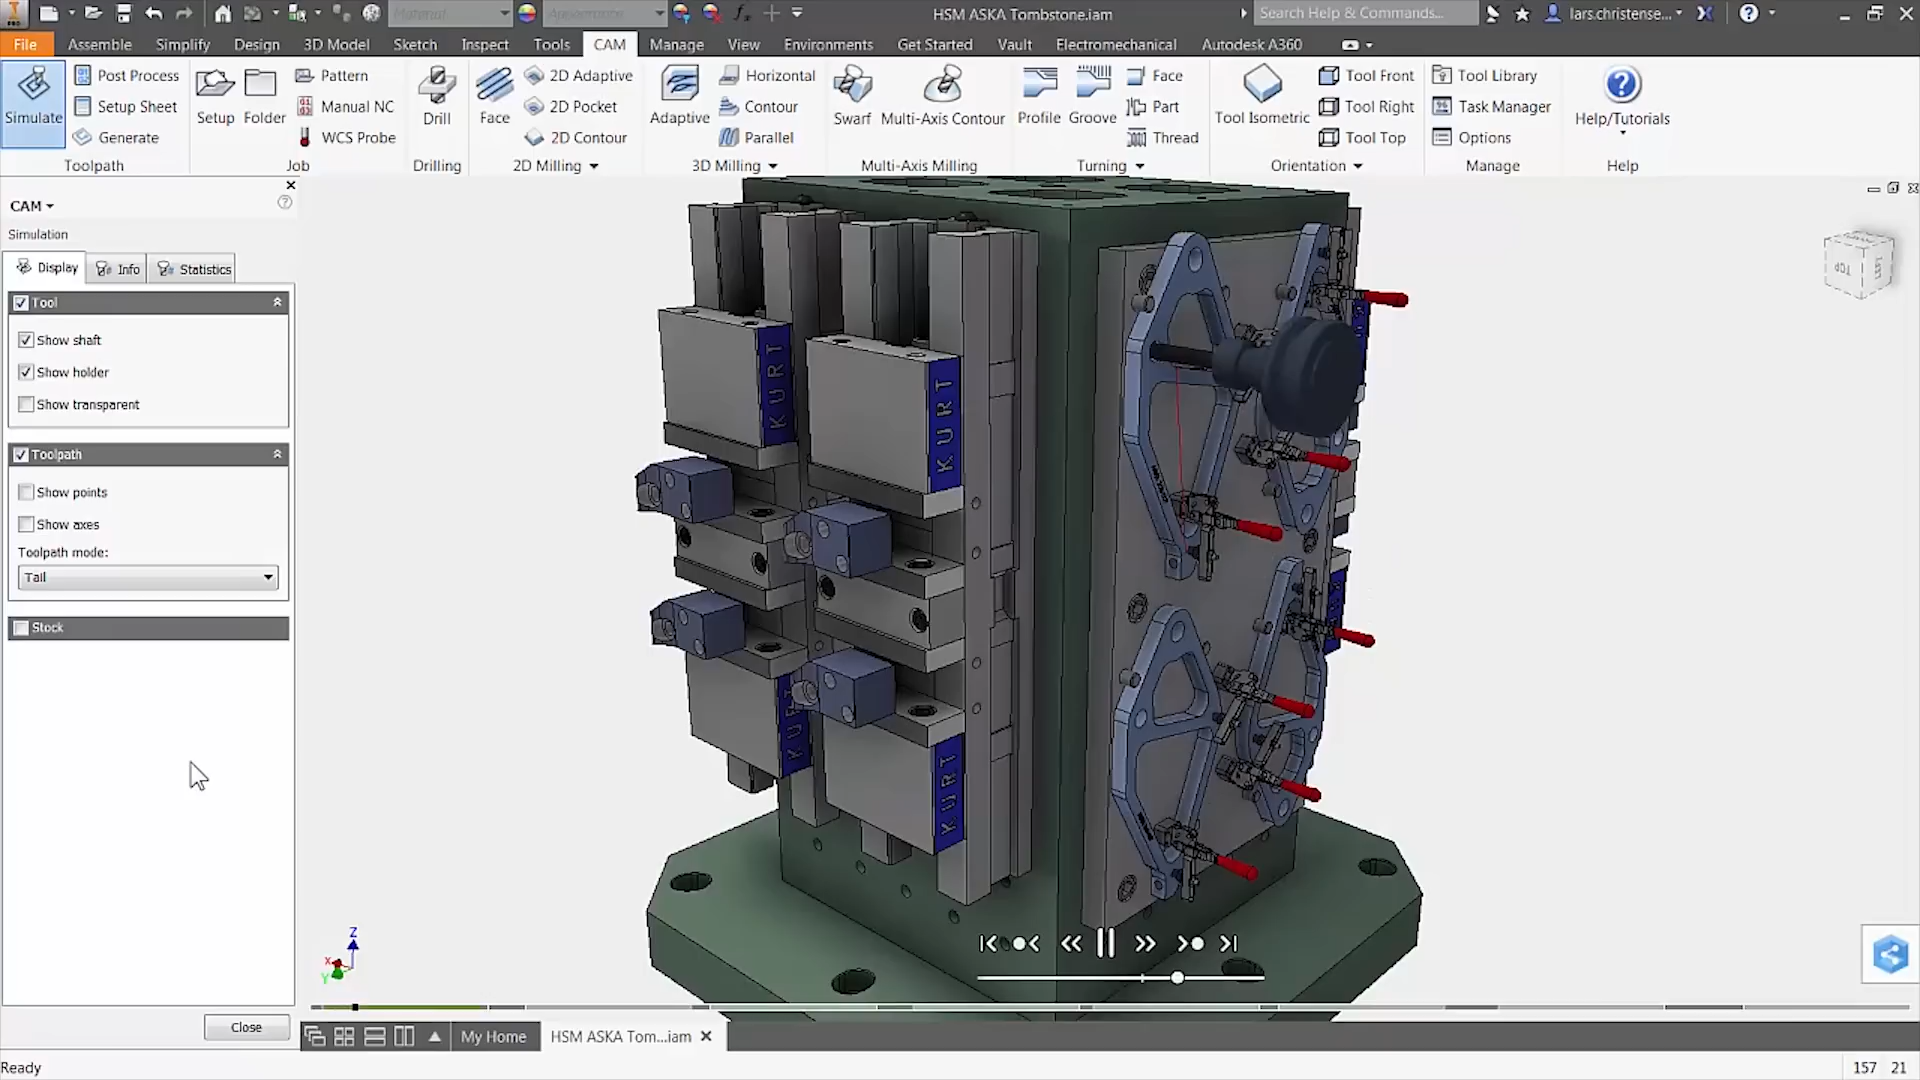 PRO
Material
Appearance
HSM ASKA Tombstone.iam
Search Help & Commands...
lars.christense...
File
Assemble
Simplify
Design
3D Model
Sketch
Inspect
Tools
CAM
Manage
View
Environments
Get Started
Vault
Electromechanical
Autodesk A360
Simulate
Post Process
Setup Sheet
Generate
Toolpath
Setup
Folder
Pattern
Manual NC
WCS Probe
Job
Drill
Drilling
Face
2D Adaptive
2D Pocket
2D Contour
2D Milling
Adaptive
Horizontal
Contour
Parallel
3D Milling
Swarf
Multi-Axis Contour
Multi-Axis Milling
Profile
Groove
Face
Part
Thread
Turning
Tool Isometric
Tool Front
Tool Right
Tool Top
Orientation
Tool Library
Task Manager
Options
Manage
Help/Tutorials
Help
CAM
Simulation
Display
Info
Statistics
Tool
Show shaft
Show holder
Show transparent
Toolpath
Show points
Show axes
Toolpath mode:
Tail
Stock
Close
KURT
KURT
KURT
KURT
TOP
LEFT
Z
X
Y
My Home
HSM ASKA Tom...iam
Ready
157 21